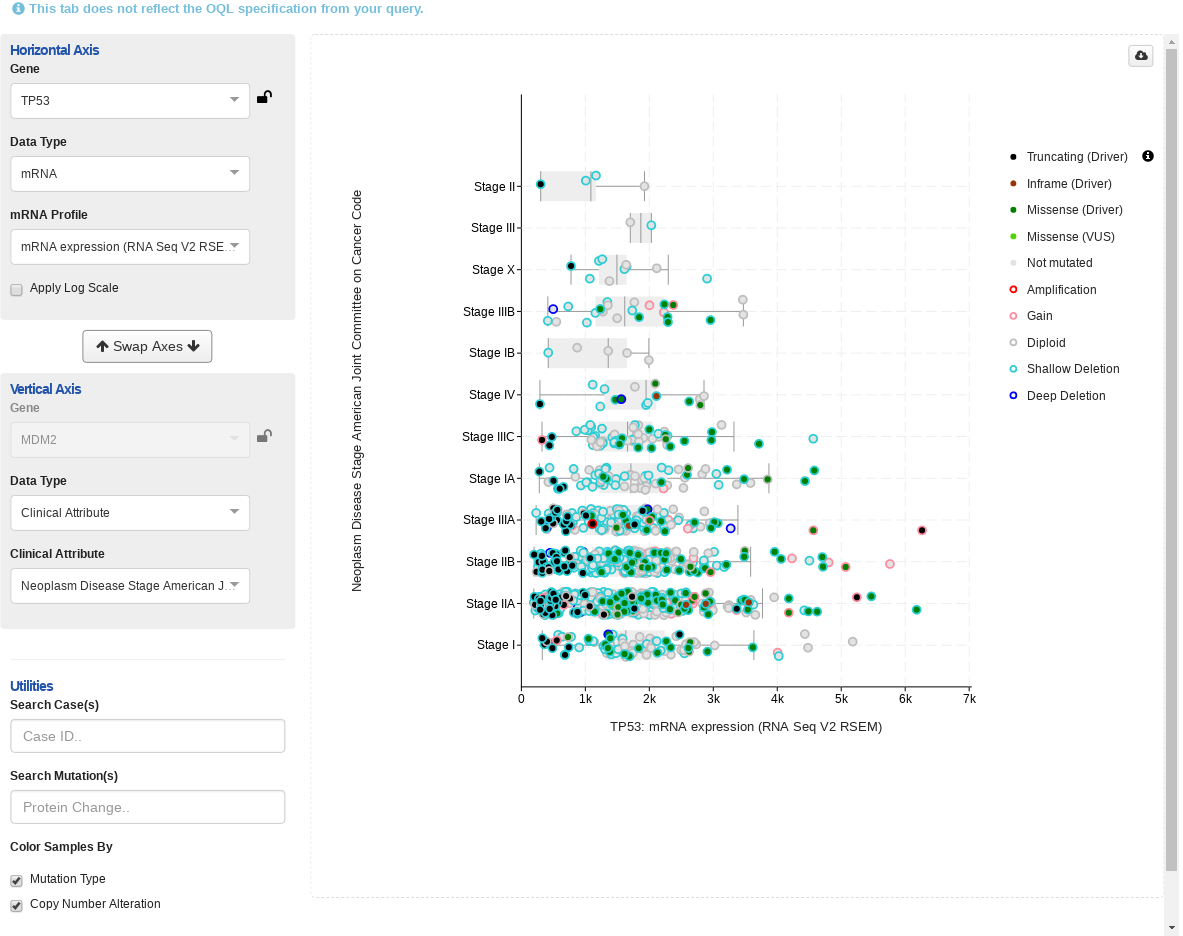 This tab does not reflect the OQL specification from your query.
Horizontal Axis
Gene
TP53
Data Type
mRNA
mRNA Profile
mRNA expression (RNA Seq V2 RSE...
Apply Log Scale
Swap Axes
Vertical Axis
Gene
MDM2
Data Type
Clinical Attribute
Clinical Attribute
Neoplasm Disease Stage American J...
Utilities
Search Case(s)
Case ID..
Search Mutation(s)
Protein Change..
Color Samples By
Mutation Type
Copy Number Alteration
Neoplasm Disease Stage American Joint Committee on Cancer Code
Stage II
Stage III
Stage X
Stage IIIB
Stage IB
Stage IV
Stage IIIC
Stage IA
Stage IIIA
Stage IIB
Stage IIA
Stage I
0 1k 2k 3k 4k 5k 6k 7k
TP53: mRNA expression (RNA Seq V2 RSEM)
Truncating (Driver)
Inframe (Driver)
Missense (Driver)
Missense (VUS)
Not mutated
Amplification
Gain
Diploid
Shallow Deletion
Deep Deletion